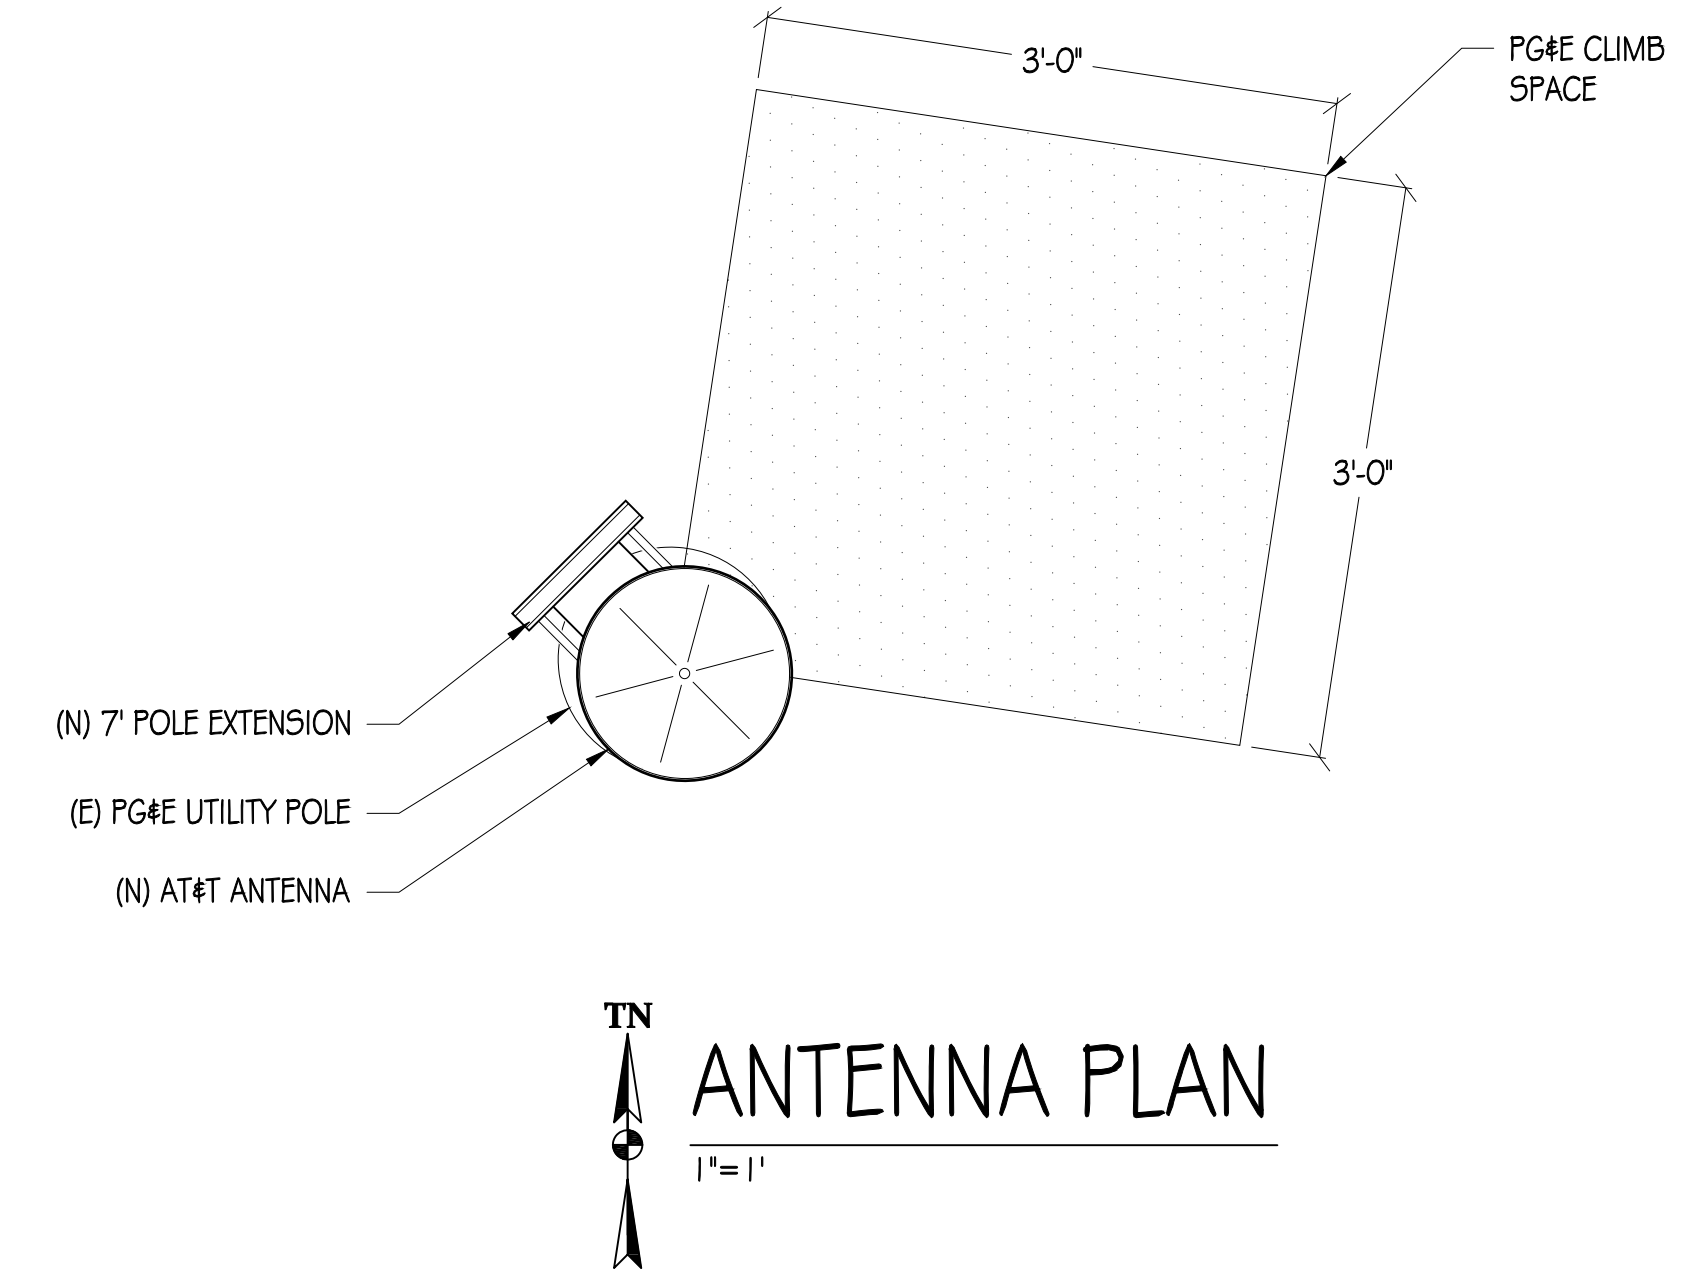 3'-0"
PG&E CLIMB
SPACE
3'-0"
(N) 7' POLE EXTENSION
(E) PG&E UTILITY POLE
(N) AT&T ANTENNA
TN
ANTENNA PLAN
1"=1'